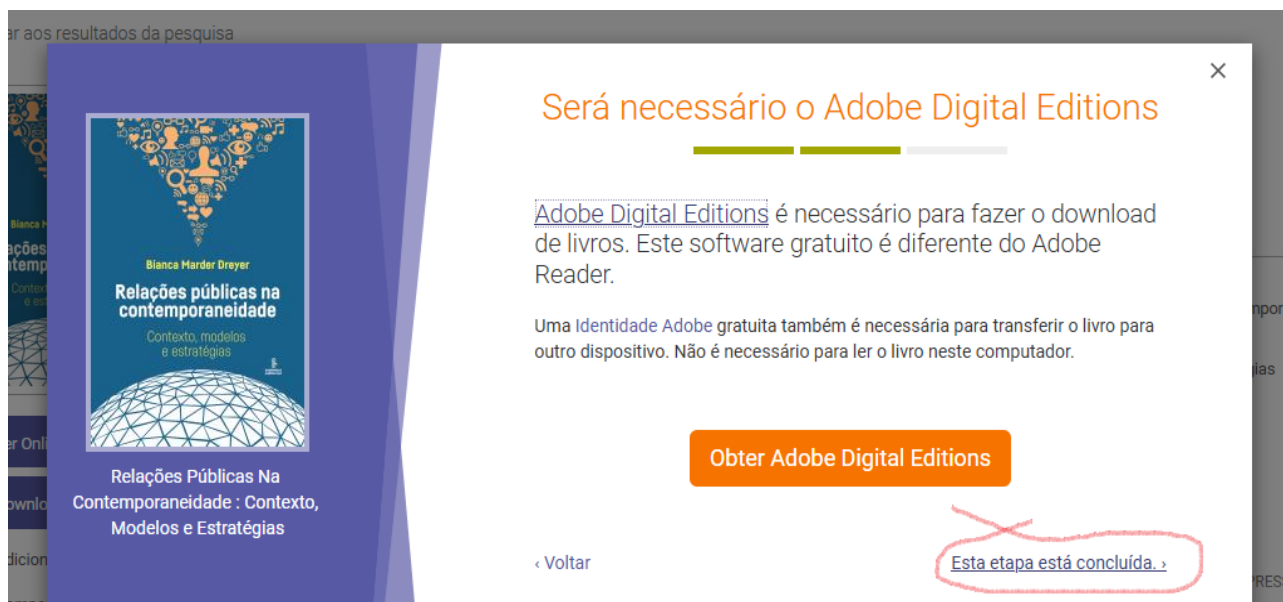 ar aos resultados da pesquisa
×
Será necessário o Adobe Digital Editions
Adobe Digital Editions é necessário para fazer o download
de livros. Este software gratuito é diferente do Adobe
Reader.
Uma Identidade Adobe gratuita também é necessária para transferir o livro para
outro dispositivo. Não é necessário para ler o livro neste computador.
Obter Adobe Digital Editions
‹ Voltar
Esta etapa está concluída. ›
Bianca Marder Dreyer
Relações públicas na
contemporaneidade
Contexto, modelos
e estratégias
Relações Públicas Na
Contemporaneidade : Contexto,
Modelos e Estratégias